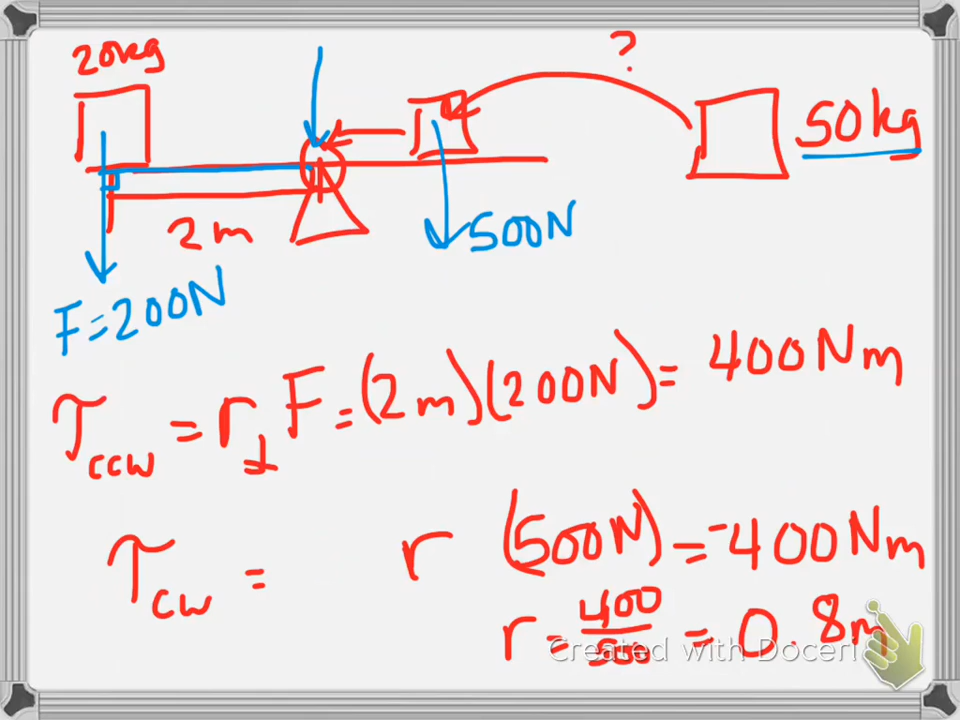 20kg
?
50kg
2m
500N
F=200N
τccw = r⊥ F = (2m)(200N) = 400Nm
τcw = r (500N) = -400Nm
r = 400/500 = 0.8m
Created with Doceri